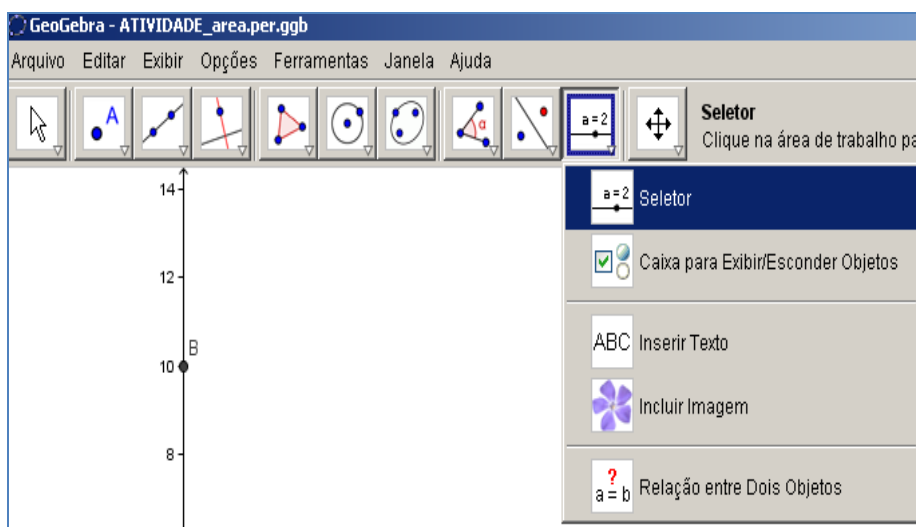 GeoGebra - ATIVIDADE_area.per.ggb
Arquivo Editar Exibir Opções Ferramentas Janela Ajuda
A
α
a = 2
Seletor
Clique na área de trabalho pa
a = 2 Seletor
Caixa para Exibir/Esconder Objetos
ABC Inserir Texto
Incluir Imagem
? a = b Relação entre Dois Objetos
14
12
B
10
8